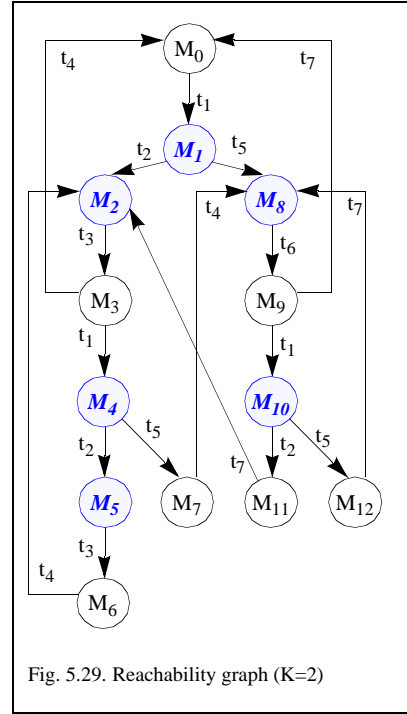 M0
t4
t7
t1
M1
t2
t5
M2
M8
t4
t7
t3
t6
M3
M9
t1
t1
M4
M10
t2
t5
t2
t5
M5
M7
t7
M11
M12
t3
t4
M6
Fig. 5.29. Reachability graph (K=2)